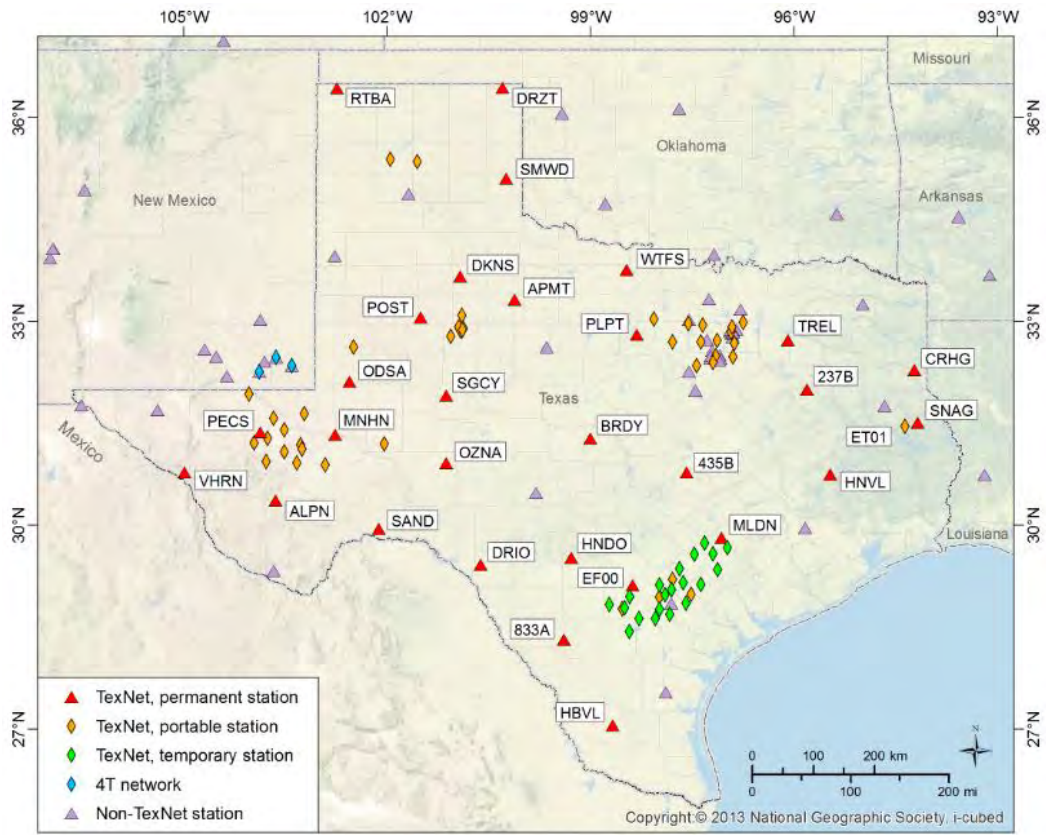 105°W 102°W 99°W 96°W 93°W
Missouri
36°N
RTBA
DRZT
36°N
Oklahoma
SMWD
New Mexico
Arkansas
DKNS
WTFS
APMT
33°N
POST
PLPT
TREL
33°N
ODSA
SGCY
Texas
237B
CRHG
PECS
MNHN
BRDY
SNAG
ET01
Mexico
OZNA
435B
VHRN
HNVL
ALPN
SAND
MLDN
30°N
30°N
HNDO
Louisiana
DRIO
EF00
833A
HBVL
27°N
27°N
TexNet, permanent station
TexNet, portable station
TexNet, temporary station
4T network
Non-TexNet station
N
0 100 200 km
0 100 200 mi
Copyright:© 2013 National Geographic Society, i-cubed